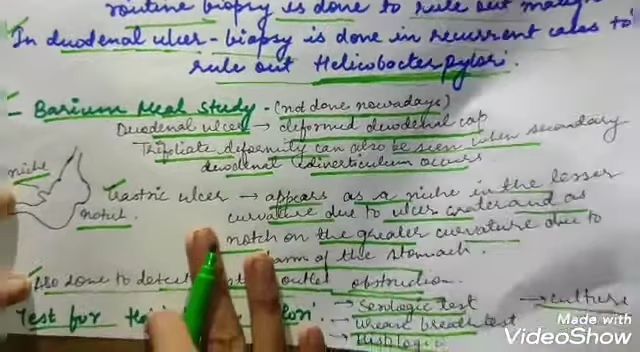 routine biopsy is done to rule out malig
In duodenal ulcer - biopsy is done in recurrent cases to
rule out Helicobacter pylori.
- Barium Meal Study - (not done nowadays)
Duodenal ulcer → deformed duodenal cap
Trifoliate deformity can also be seen when secondary
duodenal diverticulum occurs
niche
Gastric ulcer → appears as a niche in the lesser
curvature due to ulcer crater and as
notch
notch on the greater curvature due to
of the stomach.
Also done to detect outlet obstruction.
Test for → Serologic test → culture
→ Urease breath test
Made with
VideoShow